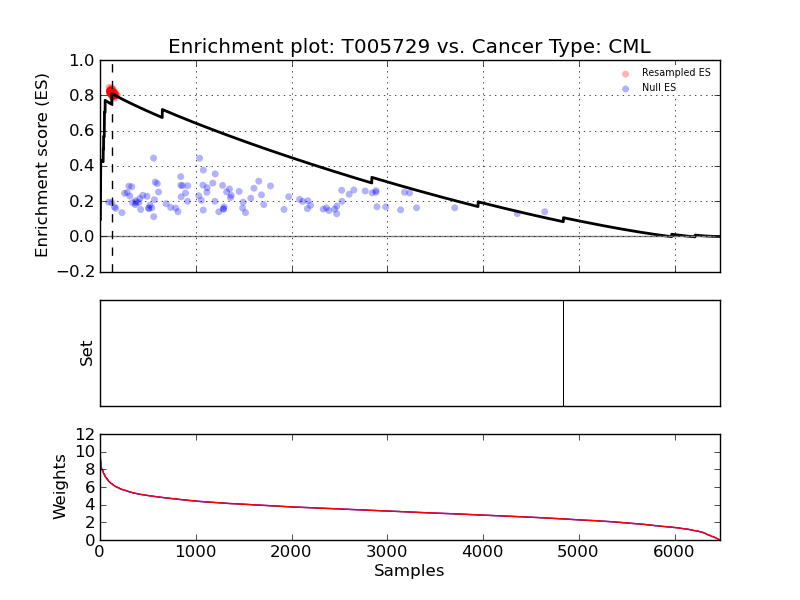 Enrichment plot: T005729 vs. Cancer Type: CML
Enrichment score (ES)
1.0
0.8
0.6
0.4
0.2
0.0
−0.2
Resampled ES
Null ES
Set
Weights
12
10
8
6
4
2
0
0 1000 2000 3000 4000 5000 6000
Samples